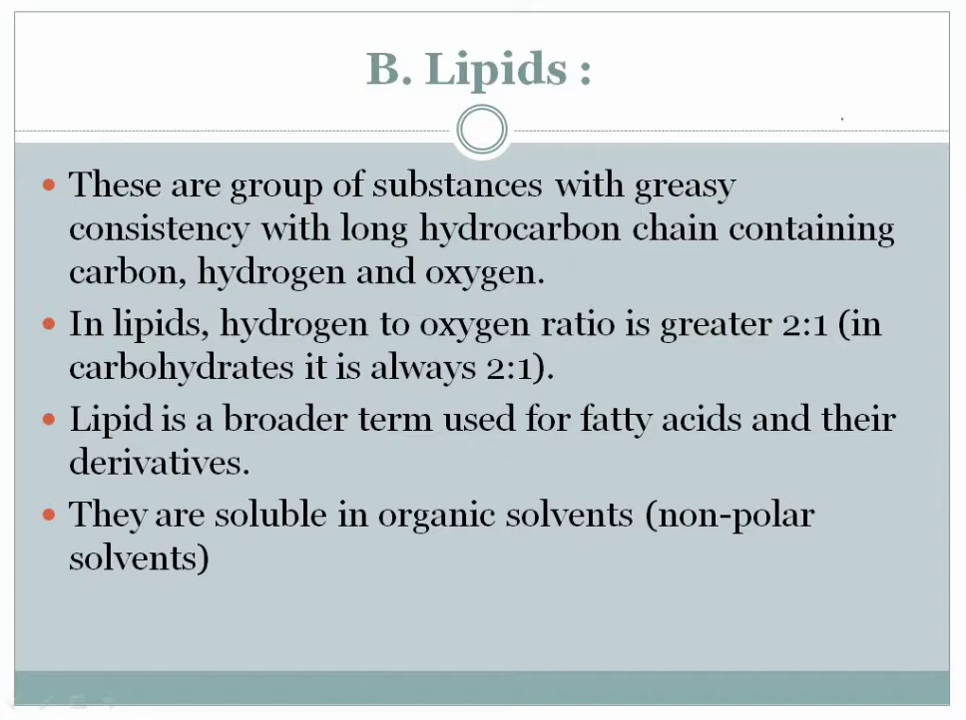 B. Lipids :
• These are group of substances with greasy
consistency with long hydrocarbon chain containing
carbon, hydrogen and oxygen.
• In lipids, hydrogen to oxygen ratio is greater 2:1 (in
carbohydrates it is always 2:1).
• Lipid is a broader term used for fatty acids and their
derivatives.
• They are soluble in organic solvents (non-polar
solvents)